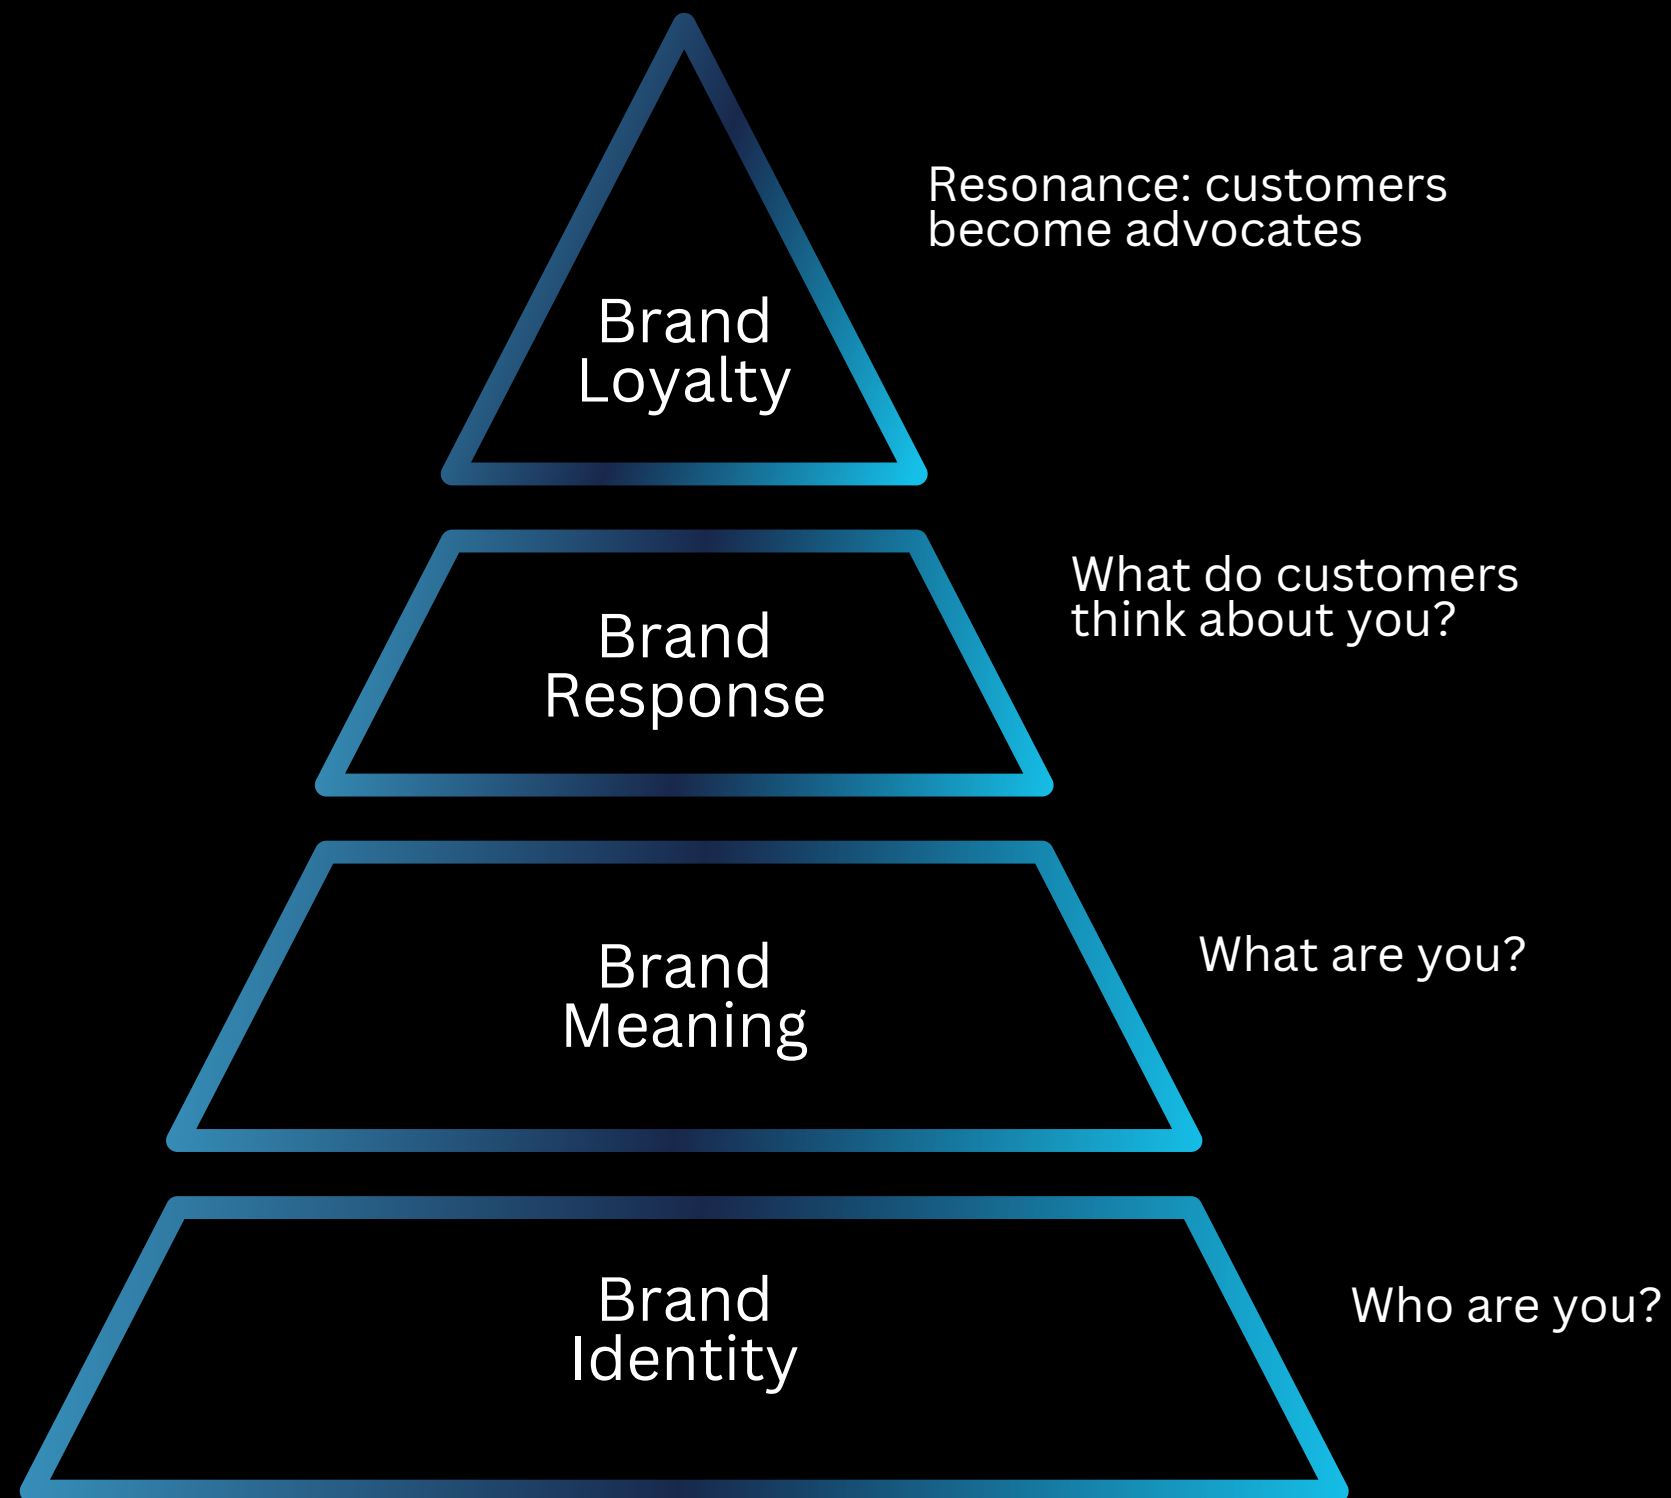 Resonance: customers
become advocates
Brand
Loyalty
What do customers
think about you?
Brand
Response
What are you?
Brand
Meaning
Who are you?
Brand
Identity